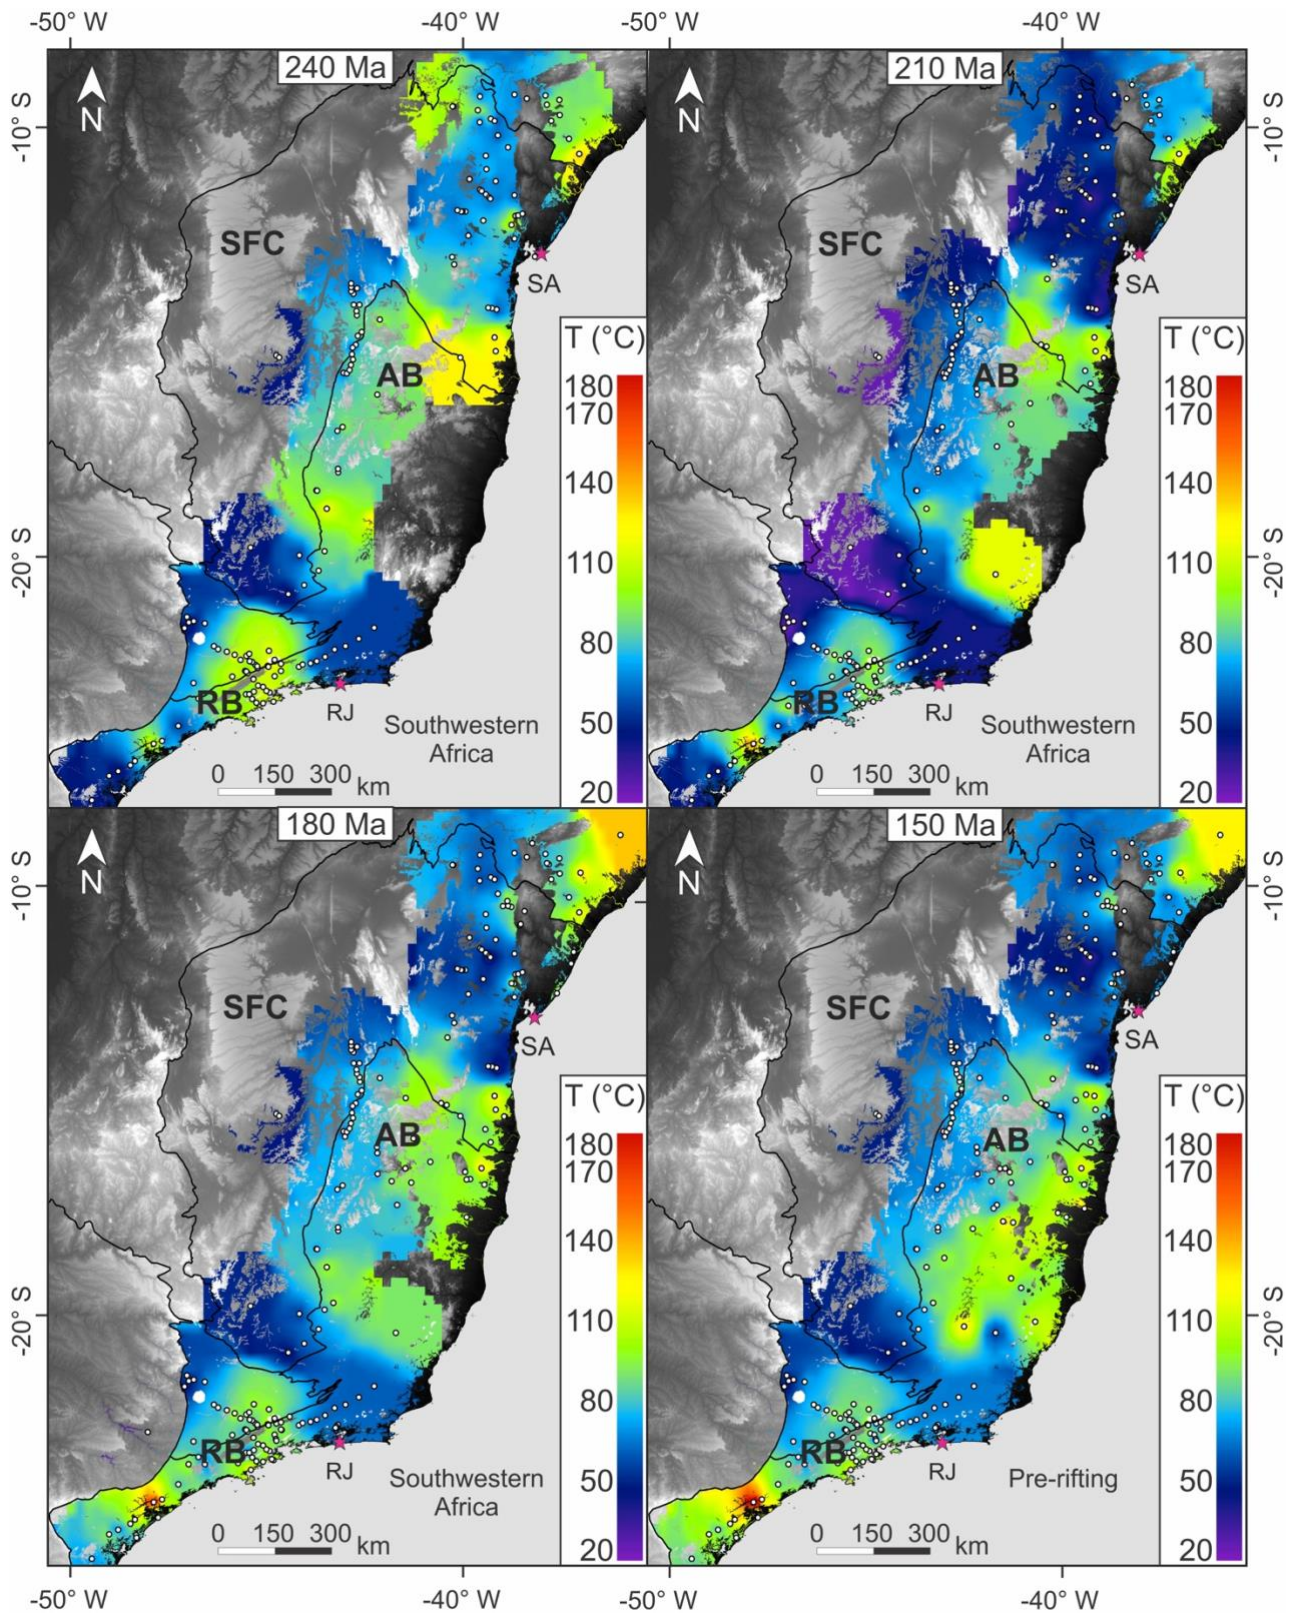 -50° W
-40° W
-50° W
-40° W
240 Ma
210 Ma
N
N
-10° S
-10° S
SFC
SFC
SA
SA
T (°C)
T (°C)
AB
AB
180
170
140
110
80
50
20
180
170
140
110
80
50
20
-20° S
-20° S
RB
RB
RJ
RJ
Southwestern
Africa
Southwestern
Africa
0 150 300 km
0 150 300 km
180 Ma
150 Ma
N
N
-10° S
-10° S
SFC
SFC
SA
SA
T (°C)
T (°C)
AB
AB
180
170
140
110
80
50
20
180
170
140
110
80
50
20
-20° S
-20° S
RB
RB
RJ
RJ
Southwestern
Africa
Pre-rifting
0 150 300 km
0 150 300 km
-50° W
-40° W
-50° W
-40° W